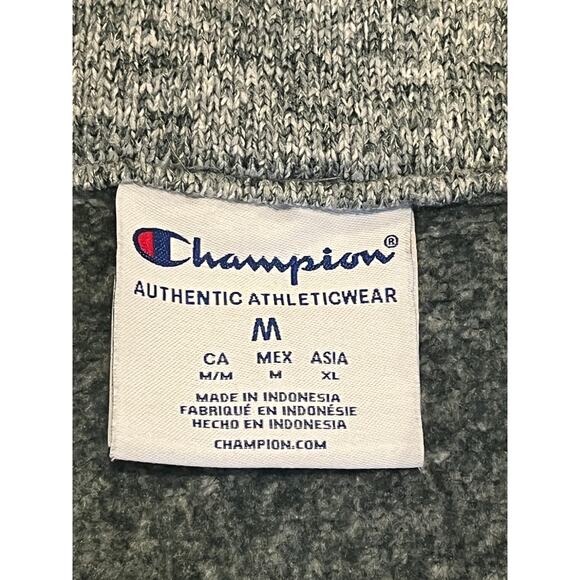 Champion®
AUTHENTIC ATHLETICWEAR
M
CA MEX ASIA
M/M M XL
MADE IN INDONESIA
FABRIQUÉ EN INDONÉSIE
HECHO EN INDONESIA
CHAMPION.COM